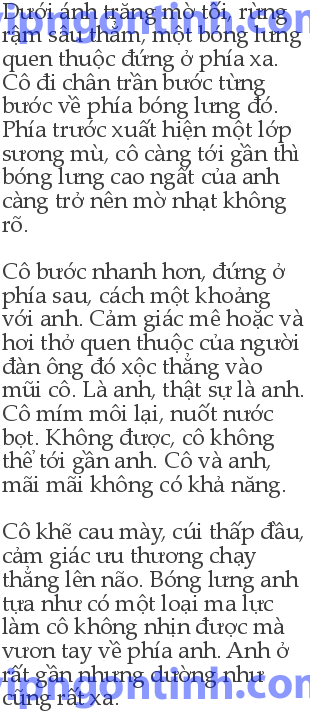 Dưới ánh trăng mờ tối, rừng
rậm sâu thẳm, một bóng lưng
quen thuộc đứng ở phía xa.
Cô đi chân trần bước từng
bước về phía bóng lưng đó.
Phía trước xuất hiện một lớp
sương mù, cô càng tới gần thì
bóng lưng cao ngất của anh
càng trở nên mờ nhạt không
rõ.
Cô bước nhanh hơn, đứng ở
phía sau, cách một khoảng
với anh. Cảm giác mê hoặc và
hơi thở quen thuộc của người
đàn ông đó xộc thẳng vào
mũi cô. Là anh, thật sự là anh.
Cô mím môi lại, nuốt nước
bọt. Không được, cô không
thể tới gần anh. Cô và anh,
mãi mãi không có khả năng.
Cô khẽ cau mày, cúi thấp đầu,
cảm giác ưu thương chạy
thẳng lên não. Bóng lưng anh
tựa như có một loại ma lực
làm cô không nhịn được mà
vươn tay về phía anh. Anh ở
rất gần nhưng dường như
cũng rất xa.
vipngontinh.com
vipngontinh.com